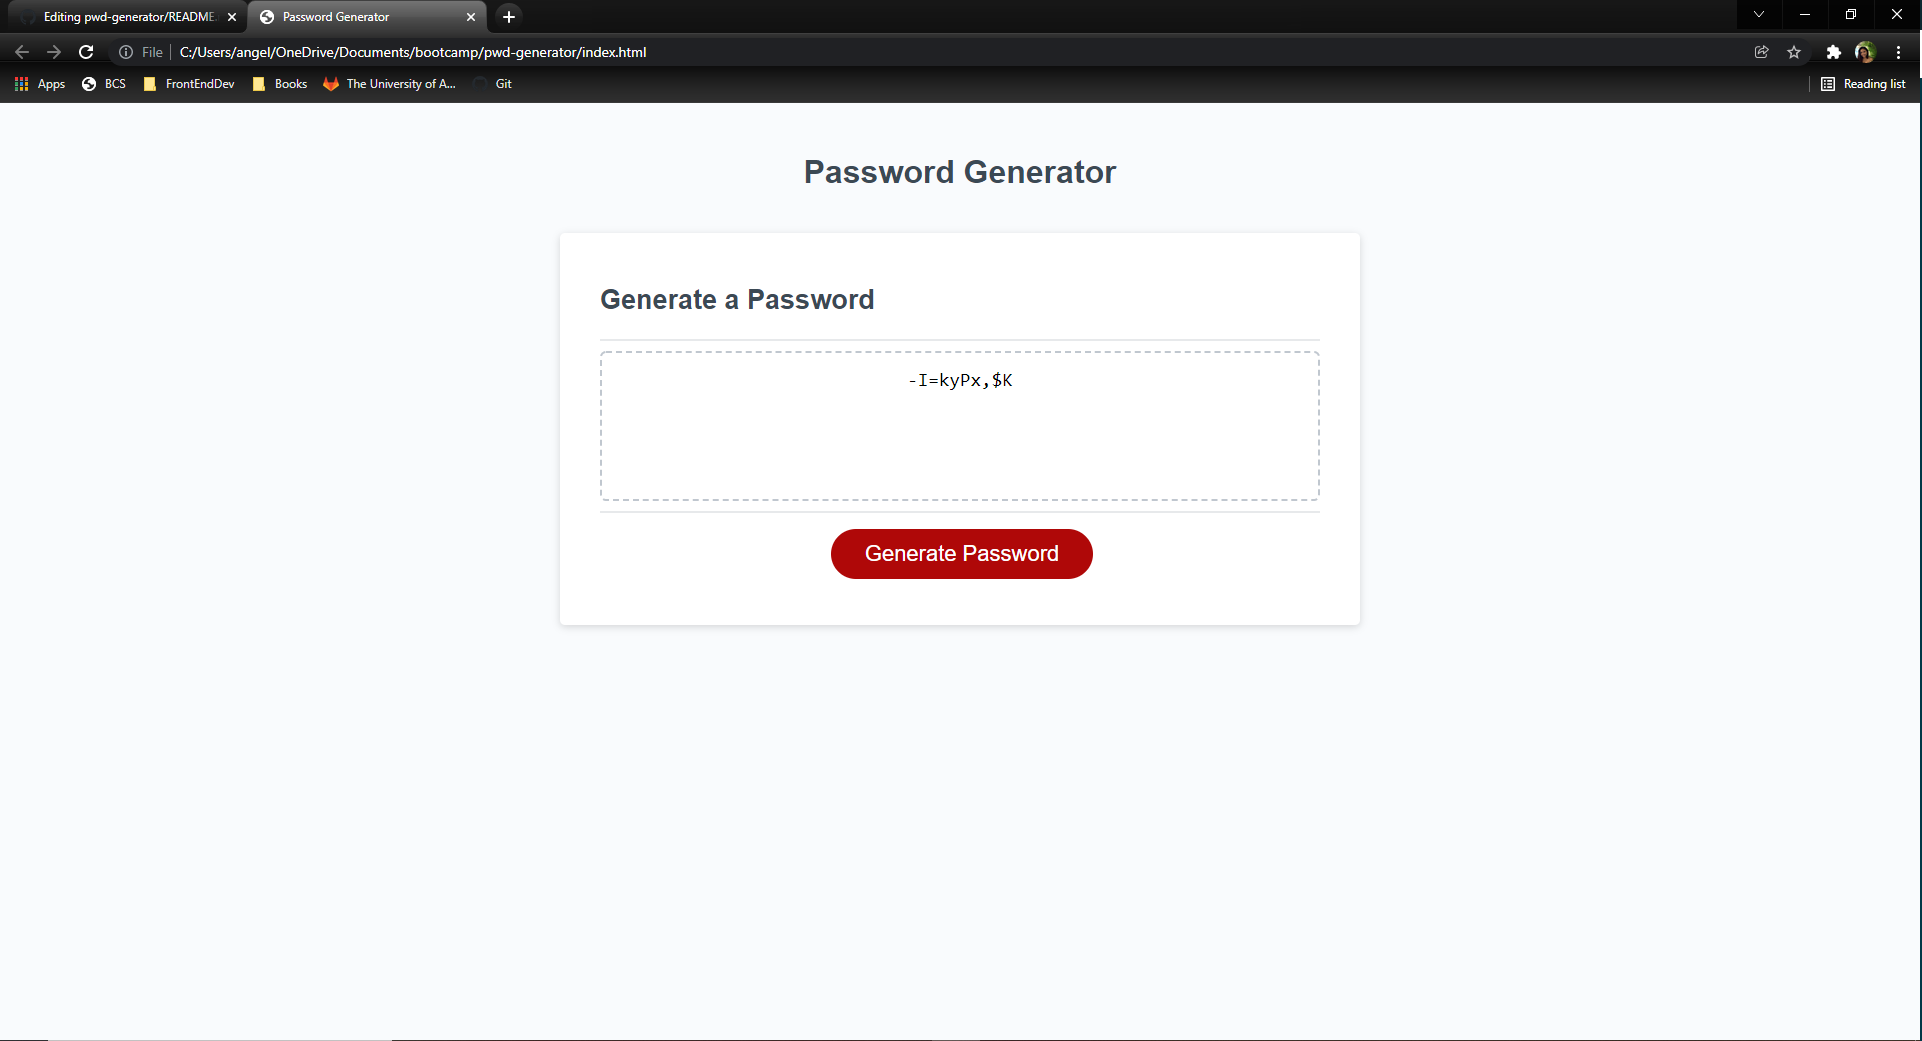 Editing pwd-generator/README.
Password Generator
File
C:/Users/angel/OneDrive/Documents/bootcamp/pwd-generator/index.html
Apps
BCS
FrontEndDev
Books
The University of A...
Git
Reading list
Password Generator
Generate a Password
-I=kyPx,$K
Generate Password